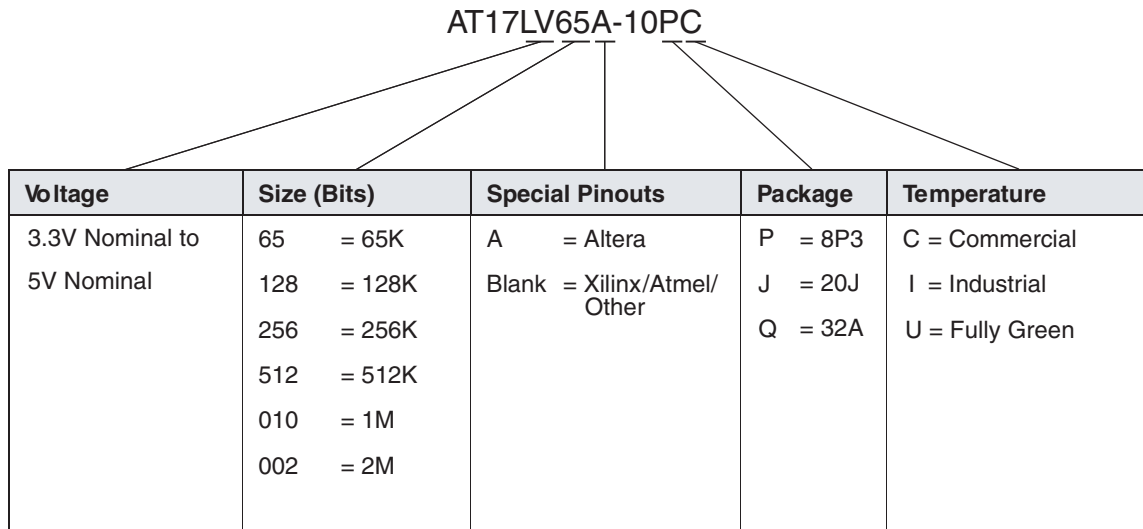 AT17LV65A-10PC
Voltage Size (Bits) Special Pinouts Package Temperature
3.3V Nominal to 65 = 65K A = Altera P = 8P3 C = Commercial
5V Nominal 128 = 128K Blank = Xilinx/Atmel/ J = 20J I = Industrial
Other
256 = 256K Q = 32A U = Fully Green
512 = 512K
010 = 1M
002 = 2M